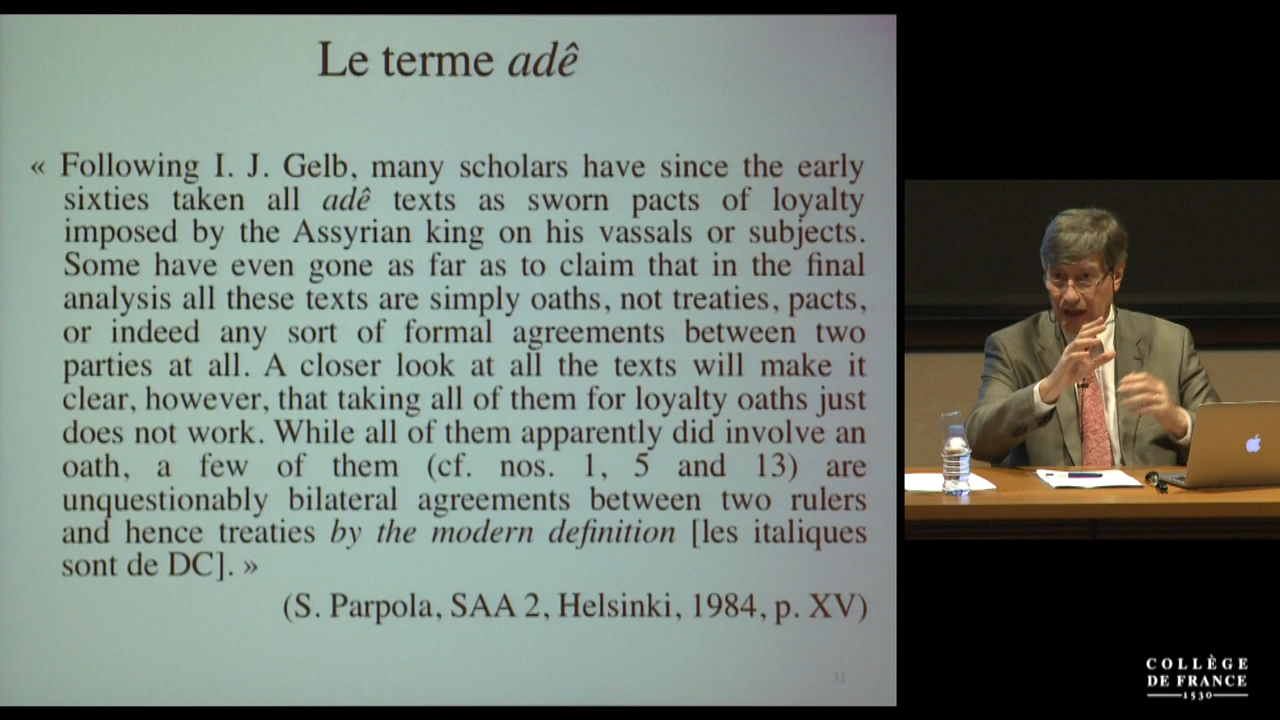 Le terme adê
« Following I. J. Gelb, many scholars have since the early
sixties taken all adê texts as sworn pacts of loyalty
imposed by the Assyrian king on his vassals or subjects.
Some have even gone as far as to claim that in the final
analysis all these texts are simply oaths, not treaties, pacts,
or indeed any sort of formal agreements between two
parties at all. A closer look at all the texts will make it
clear, however, that taking all of them for loyalty oaths just
does not work. While all of them apparently did involve an
oath, a few of them (cf. nos. 1, 5 and 13) are
unquestionably bilateral agreements between two rulers
and hence treaties by the modern definition [les italiques
sont de DC]. »
(S. Parpola, SAA 2, Helsinki, 1984, p. XV)
31
COLLÈGE
DE FRANCE
1530